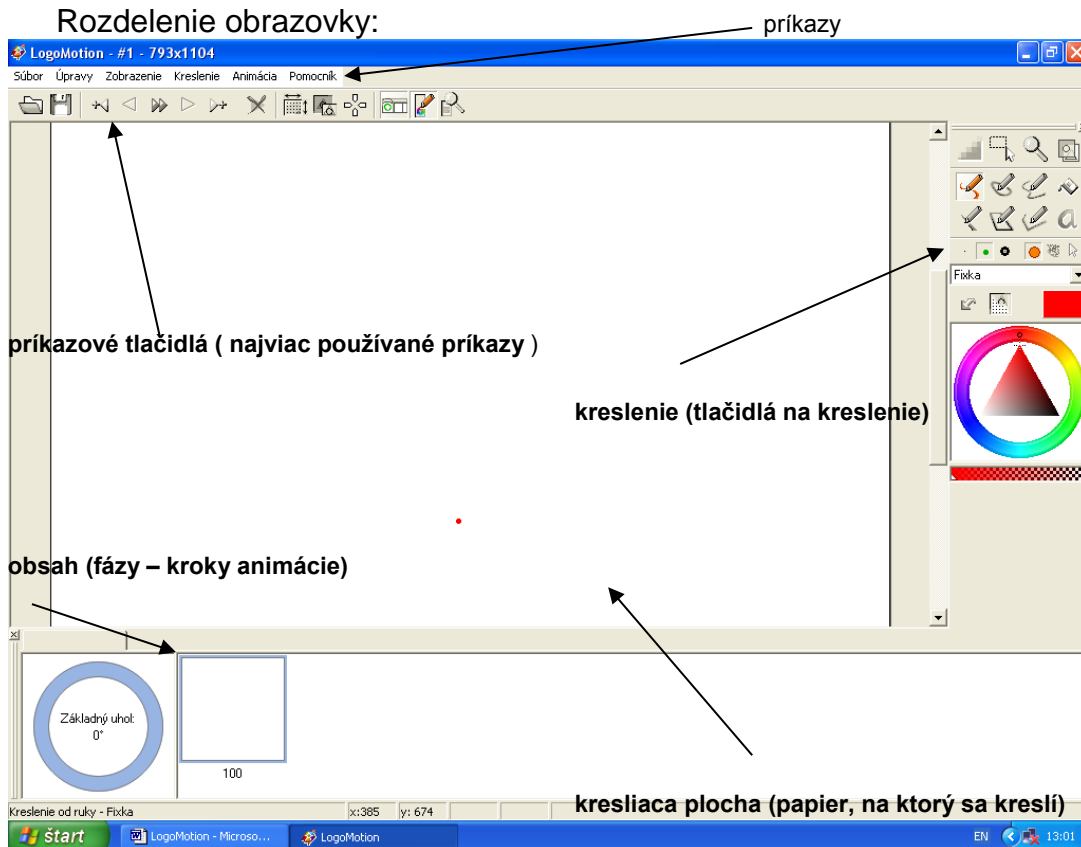 Rozdelenie obrazovky:
príkazy
LogoMotion - #1 - 793x1104
Súbor Úpravy Zobrazenie Kreslenie Animácia Pomocník
Fixka
príkazové tlačidlá ( najviac používané príkazy )
kreslenie (tlačidlá na kreslenie)
obsah (fázy – kroky animácie)
Základný uhol:
0°
100
kresliaca plocha (papier, na ktorý sa kreslí)
Kreslenie od ruky - Fixka x:385 y: 674
štart LogoMotion - Microso... LogoMotion EN 13:01